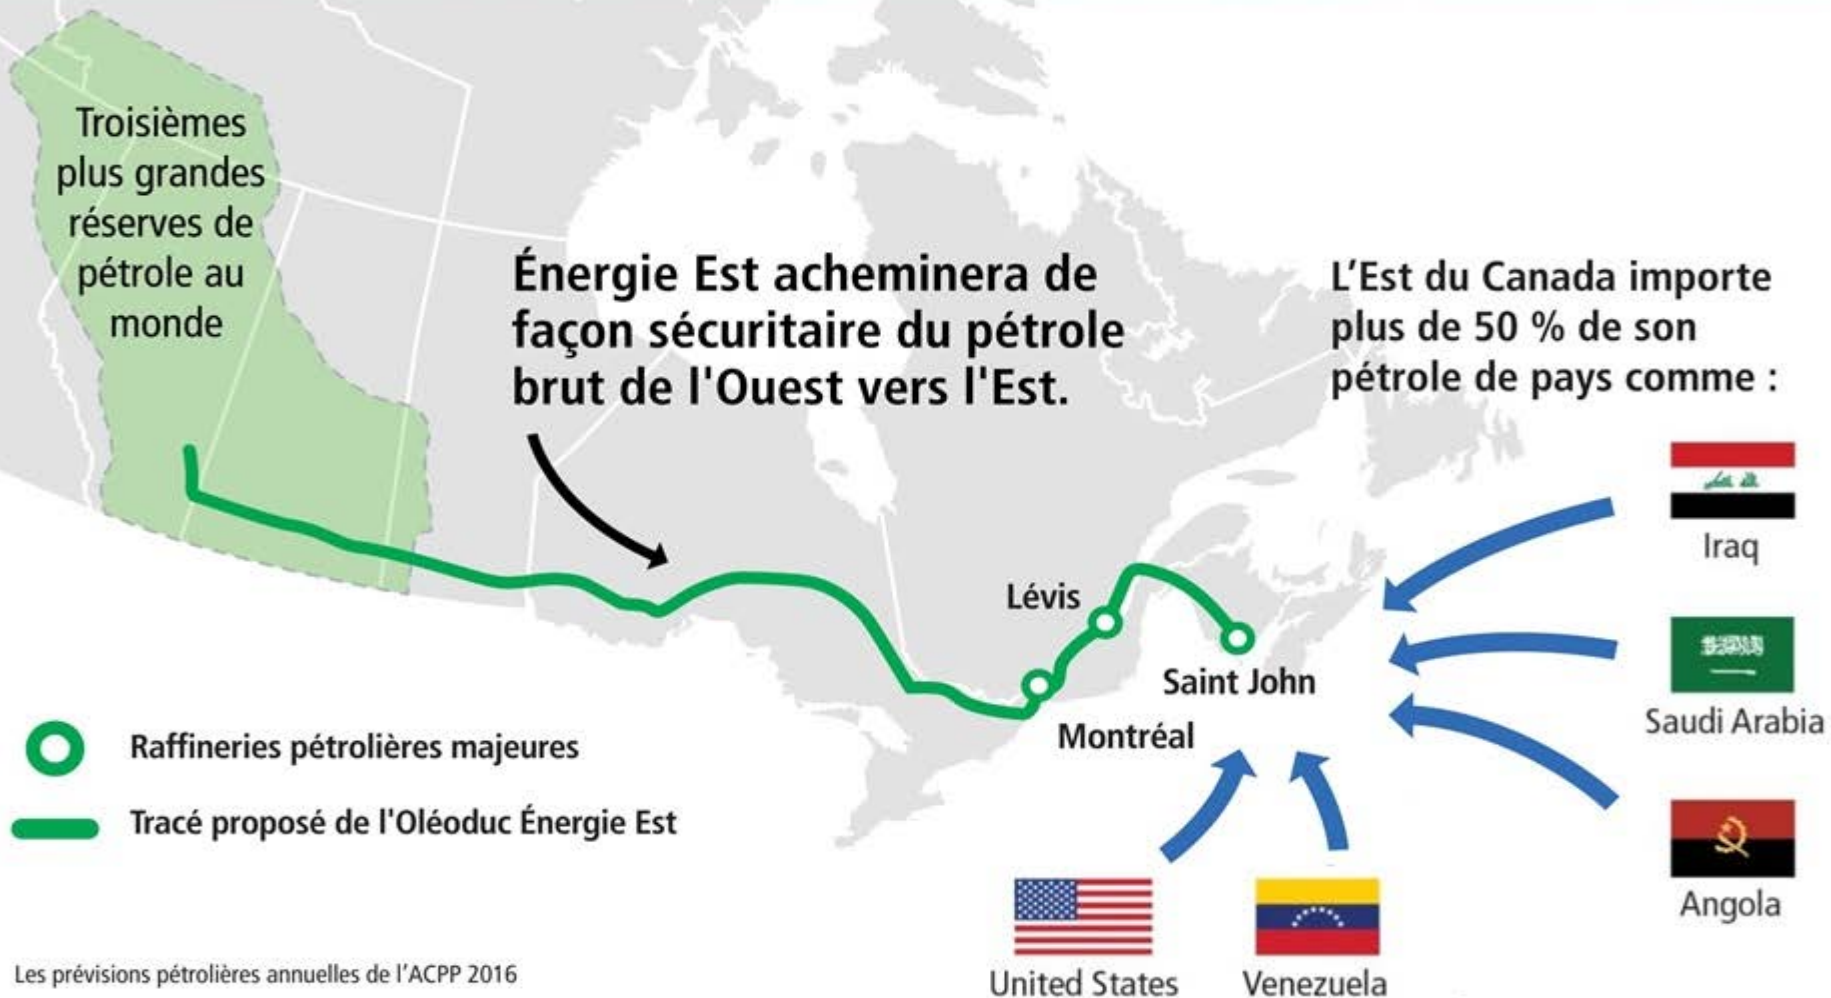 Troisièmes
plus grandes
réserves de
pétrole au
monde
Énergie Est acheminera de
façon sécuritaire du pétrole
brut de l'Ouest vers l'Est.
L’Est du Canada importe
plus de 50 % de son
pétrole de pays comme :
Iraq
Lévis
Saint John
Saudi Arabia
Montréal
Raffineries pétrolières majeures
Tracé proposé de l'Oléoduc Énergie Est
Angola
United States
Venezuela
Les prévisions pétrolières annuelles de l’ACPP 2016